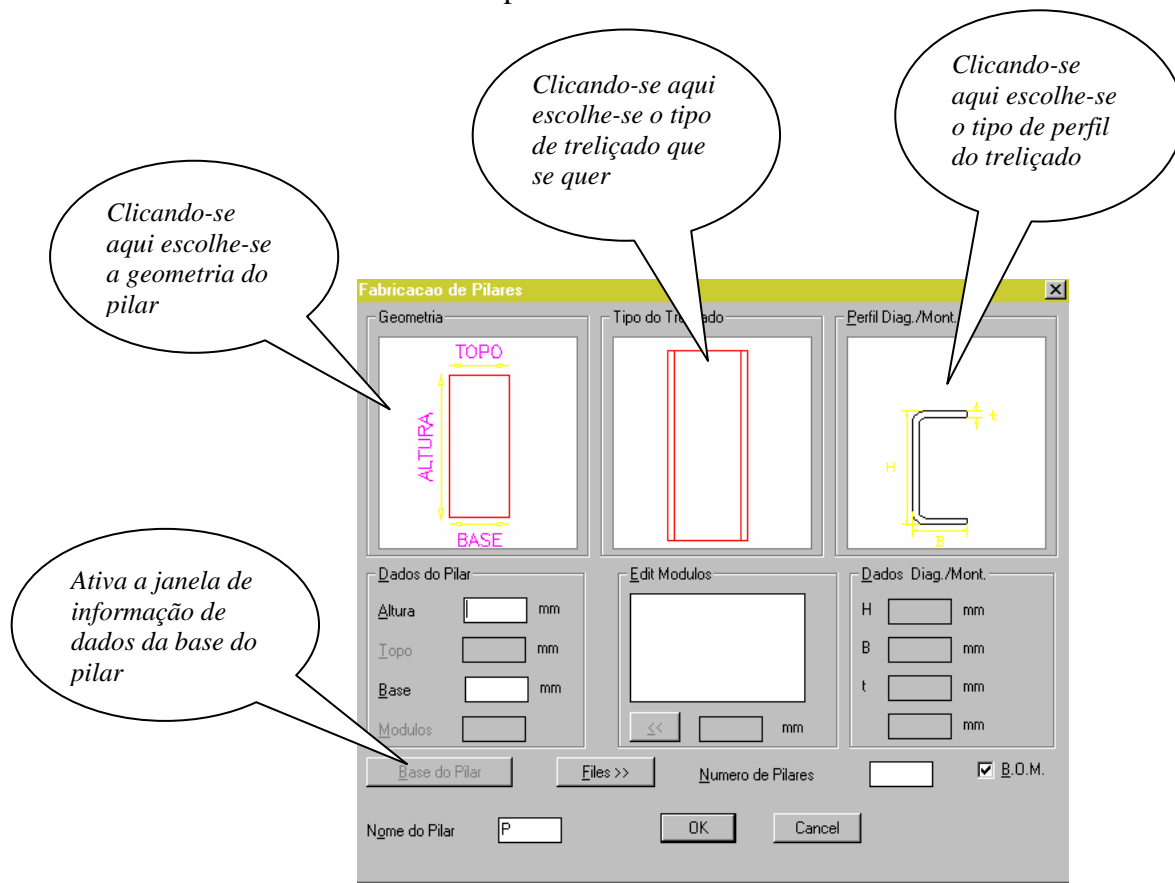 Clicando-se aqui
escolhe-se o tipo
de treliçado que
se quer
Clicando-se
aqui escolhe-se
o tipo de perfil
do treliçado
Clicando-se
aqui escolhe-se
a geometria do
pilar
Ativa a janela de
informação de
dados da base do
pilar
Fabricacao de Pilares
Geometria
TOPO
ALTURA
BASE
Tipo do
Perfil Diag./Mont.
t
H
B
Dados do Pilar
Altura mm
Topo mm
Base mm
Modulos
Edit Modulos
<< mm
Dados Diag./Mont.
H mm
B mm
t mm
mm
Base do Pilar Files >> Numero de Pilares B.O.M.
Nome do Pilar P OK Cancel